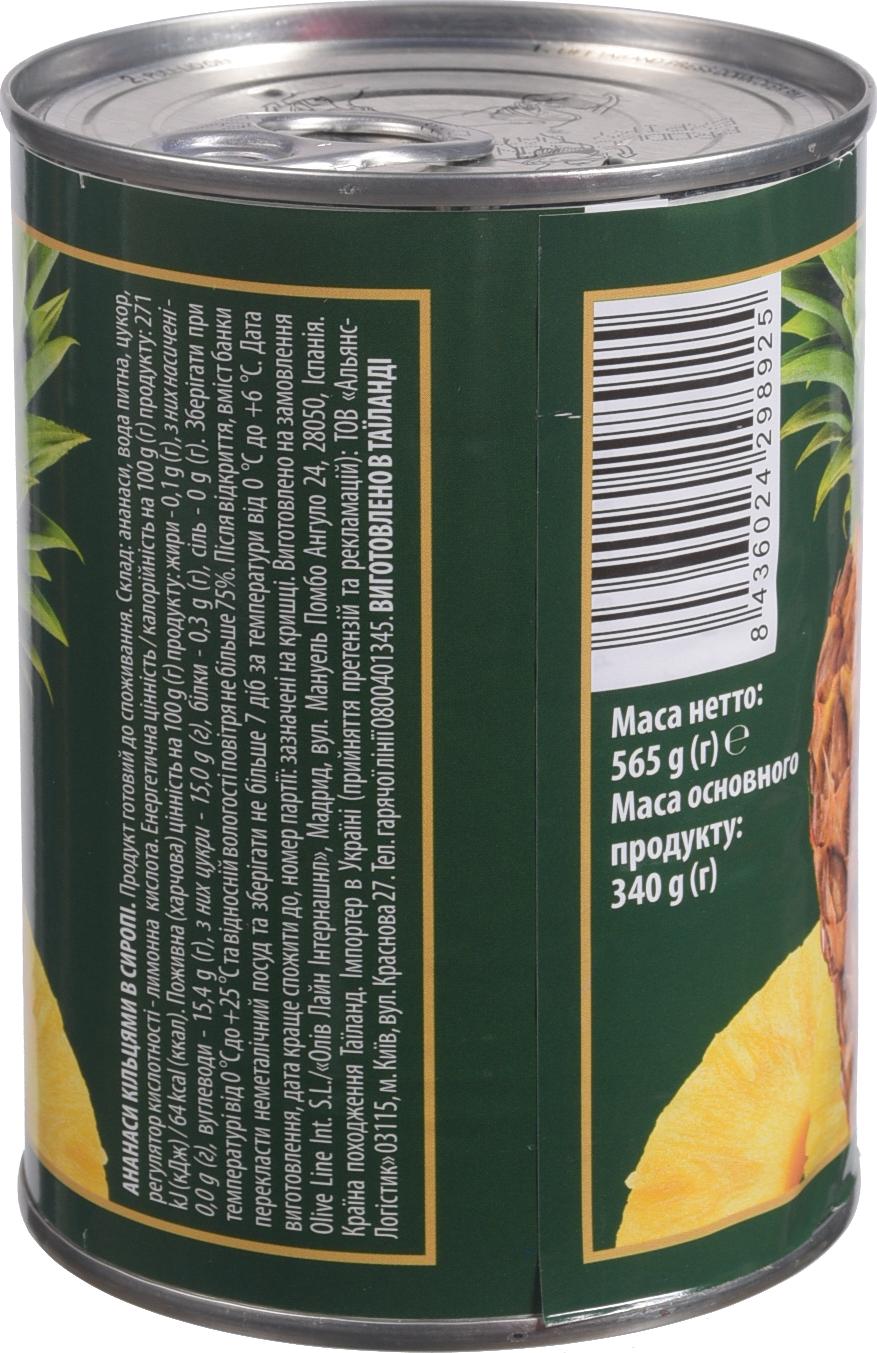 АНАНАСИ КІЛЬЦЯМИ В СИРОПІ. Продукт готовий до споживання. Склад: ананаси, вода питна, цукор,
регулятор кислотності - лимонна кислота. Енергетична цінність / калорійність на 100 g (г) продукту: 271
kJ (кДж) / 64 kcal (ккал). Поживна (харчова) цінність на 100 g (г) продукту: жири - 0,1 g (г), з них насичені -
0,0 g (г), вуглеводи - 15,4 g (г), з них цукри - 15,0 g (г), білки - 0,3 g (г), сіль - 0 g (г). Зберігати при
температурі від 0 °С до +25 °С та відносній вологості повітря не більше 75%. Після відкриття, вміст банки
перекласти неметалічний посуд та зберігати не більше 7 діб за температури від 0 °С до +6 °С. Дата
виготовлення, дата краще спожити до, номер партії: зазначені на кришці. Виготовлено на замовлення
Olive Line Int. S.L./«Олів Лайн Інтернашнл», Мадрид, вул. Мануель Помбо Ангуло 24, 28050, Іспанія.
Країна походження Таїланд. Імпортер в Україні (прийняття претензій та рекламацій): ТОВ «Альянс-
Логістик» 03115, м. Київ, вул. Краснова 27. Тел. гарячої лінії 0800401345. ВИГОТОВЛЕНО В ТАЇЛАНДІ
8 436024 298925
Маса нетто:
565 g (г) ℮
Маса основного
продукту:
340 g (г)